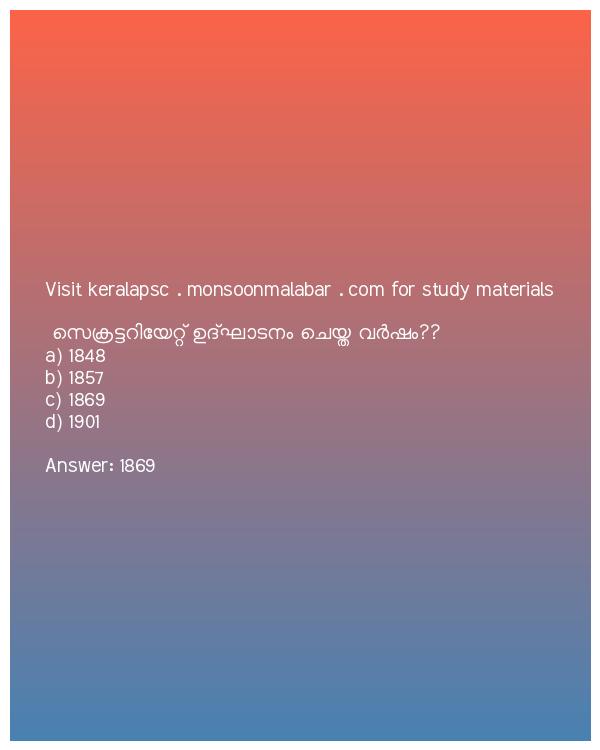 Visit keralapsc . monsoonmalabar . com for study materials
സെക്രട്ടറിയേറ്റ് ഉദ്ഘാടനം ചെയ്ത വർഷം??
a) 1848
b) 1857
c) 1869
d) 1901
Answer: 1869